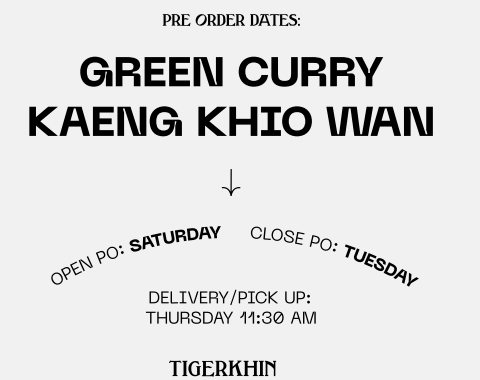 PRE ORDER DATES:
GREEN CURRY
KAENG KHIO WAN
OPEN PO: SATURDAY
CLOSE PO: TUESDAY
DELIVERY/PICK UP:
THURSDAY 11:30 AM
TIGERKHIN